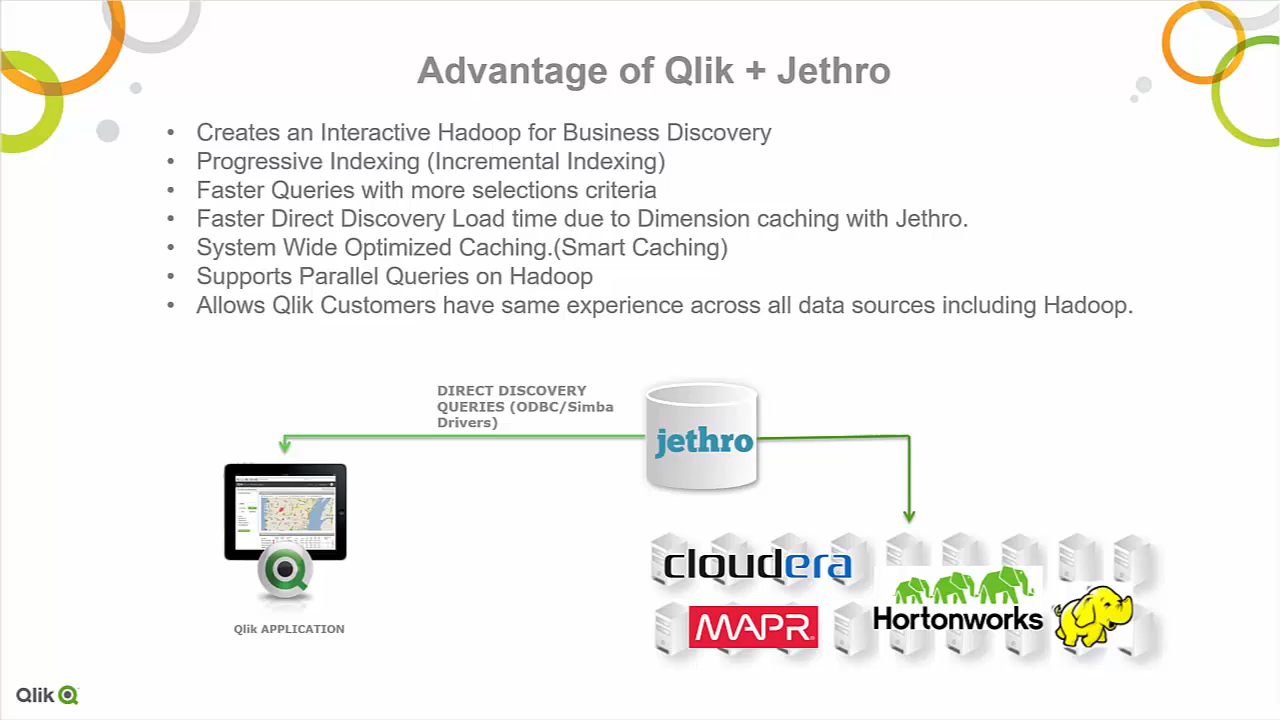 Advantage of Qlik + Jethro
• Creates an Interactive Hadoop for Business Discovery
• Progressive Indexing (Incremental Indexing)
• Faster Queries with more selections criteria
• Faster Direct Discovery Load time due to Dimension caching with Jethro.
• System Wide Optimized Caching.(Smart Caching)
• Supports Parallel Queries on Hadoop
• Allows Qlik Customers have same experience across all data sources including Hadoop.
DIRECT DISCOVERY
QUERIES (ODBC/Simba
Drivers)
jethro
cloudera
Hortonworks
MAPR
Qlik APPLICATION
Qlik